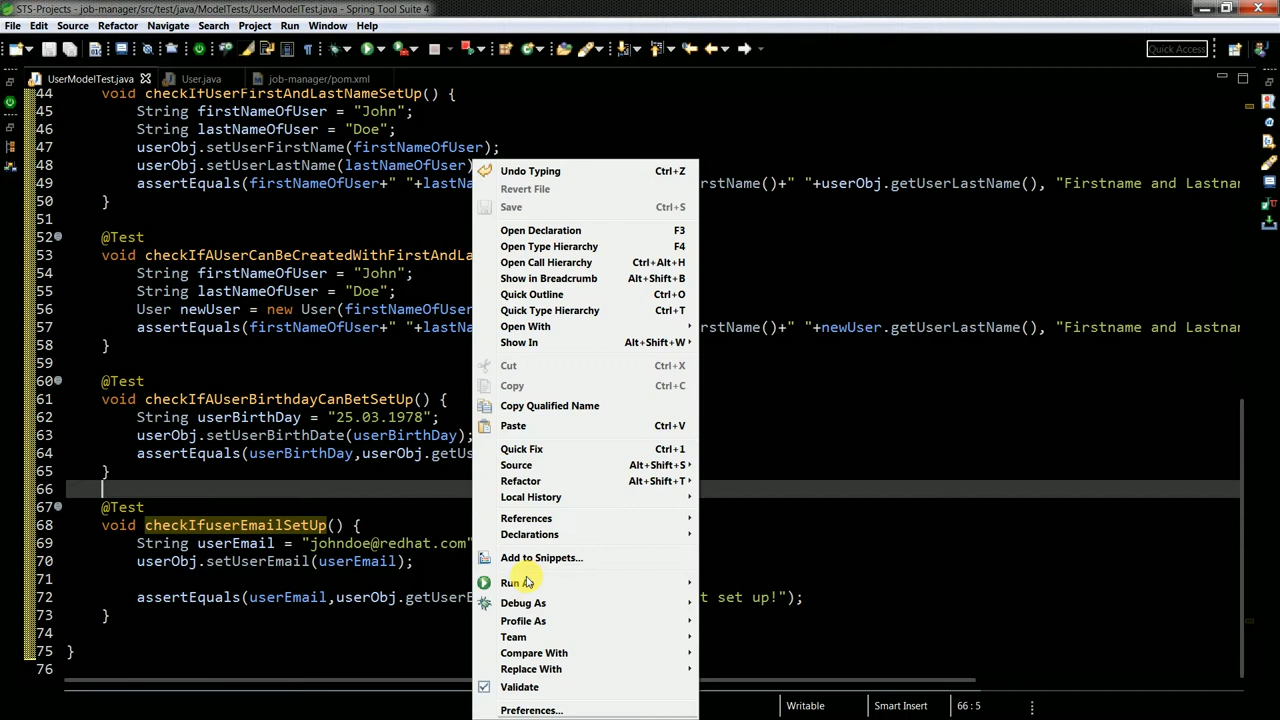 STS-Projects - job-manager/src/test/java/ModelTests/UserModelTest.java - Spring Tool Suite 4
File Edit Source Refactor Navigate Search Project Run Window Help
Quick Access
UserModelTest.java User.java job-manager/pom.xml
44 void checkIfUserFirstAndLastNameSetUp() {
45 String firstNameOfUser = "John";
46 String lastNameOfUser = "Doe";
47 userObj.setUserFirstName(firstNameOfUser);
48 userObj.setUserLastName(lastNameOfUser)
49 assertEquals(firstNameOfUser+" "+lastNa rstName()+" "+userObj.getUserLastName(), "Firstname and Lastnam
50 }
51
52 @Test
53 void checkIfAUserCanBeCreatedWithFirstAndLa
54 String firstNameOfUser = "John";
55 String lastNameOfUser = "Doe";
56 User newUser = new User(firstNameOfUser
57 assertEquals(firstNameOfUser+" "+lastNa rstName()+" "+newUser.getUserLastName(), "Firstname and Lastnam
58 }
59
60 @Test
61 void checkIfAUserBirthdayCanBetSetUp() {
62 String userBirthDay = "25.03.1978";
63 userObj.setUserBirthDate(userBirthDay);
64 assertEquals(userBirthDay,userObj.getUs
65 }
66
67 @Test
68 void checkIfuserEmailSetUp() {
69 String userEmail = "johndoe@redhat.com"
70 userObj.setUserEmail(userEmail);
71
72 assertEquals(userEmail,userObj.getUserE t set up!");
73 }
74
75 }
76
Undo Typing Ctrl+Z
Revert File
Save Ctrl+S
Open Declaration F3
Open Type Hierarchy F4
Open Call Hierarchy Ctrl+Alt+H
Show in Breadcrumb Alt+Shift+B
Quick Outline Ctrl+O
Quick Type Hierarchy Ctrl+T
Open With
Show In Alt+Shift+W
Cut Ctrl+X
Copy Ctrl+C
Copy Qualified Name
Paste Ctrl+V
Quick Fix Ctrl+1
Source Alt+Shift+S
Refactor Alt+Shift+T
Local History
References
Declarations
Add to Snippets...
Run As
Debug As
Profile As
Team
Compare With
Replace With
Validate
Preferences...
Writable Smart Insert 66 : 5